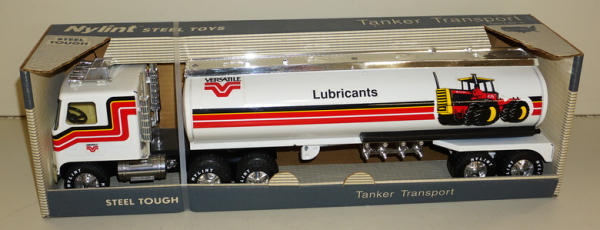 Nylint STEEL TOYS
Tanker Transport
STEEL TOUGH
VERSATILE
Lubricants
STEEL TOUGH
Tanker Transport